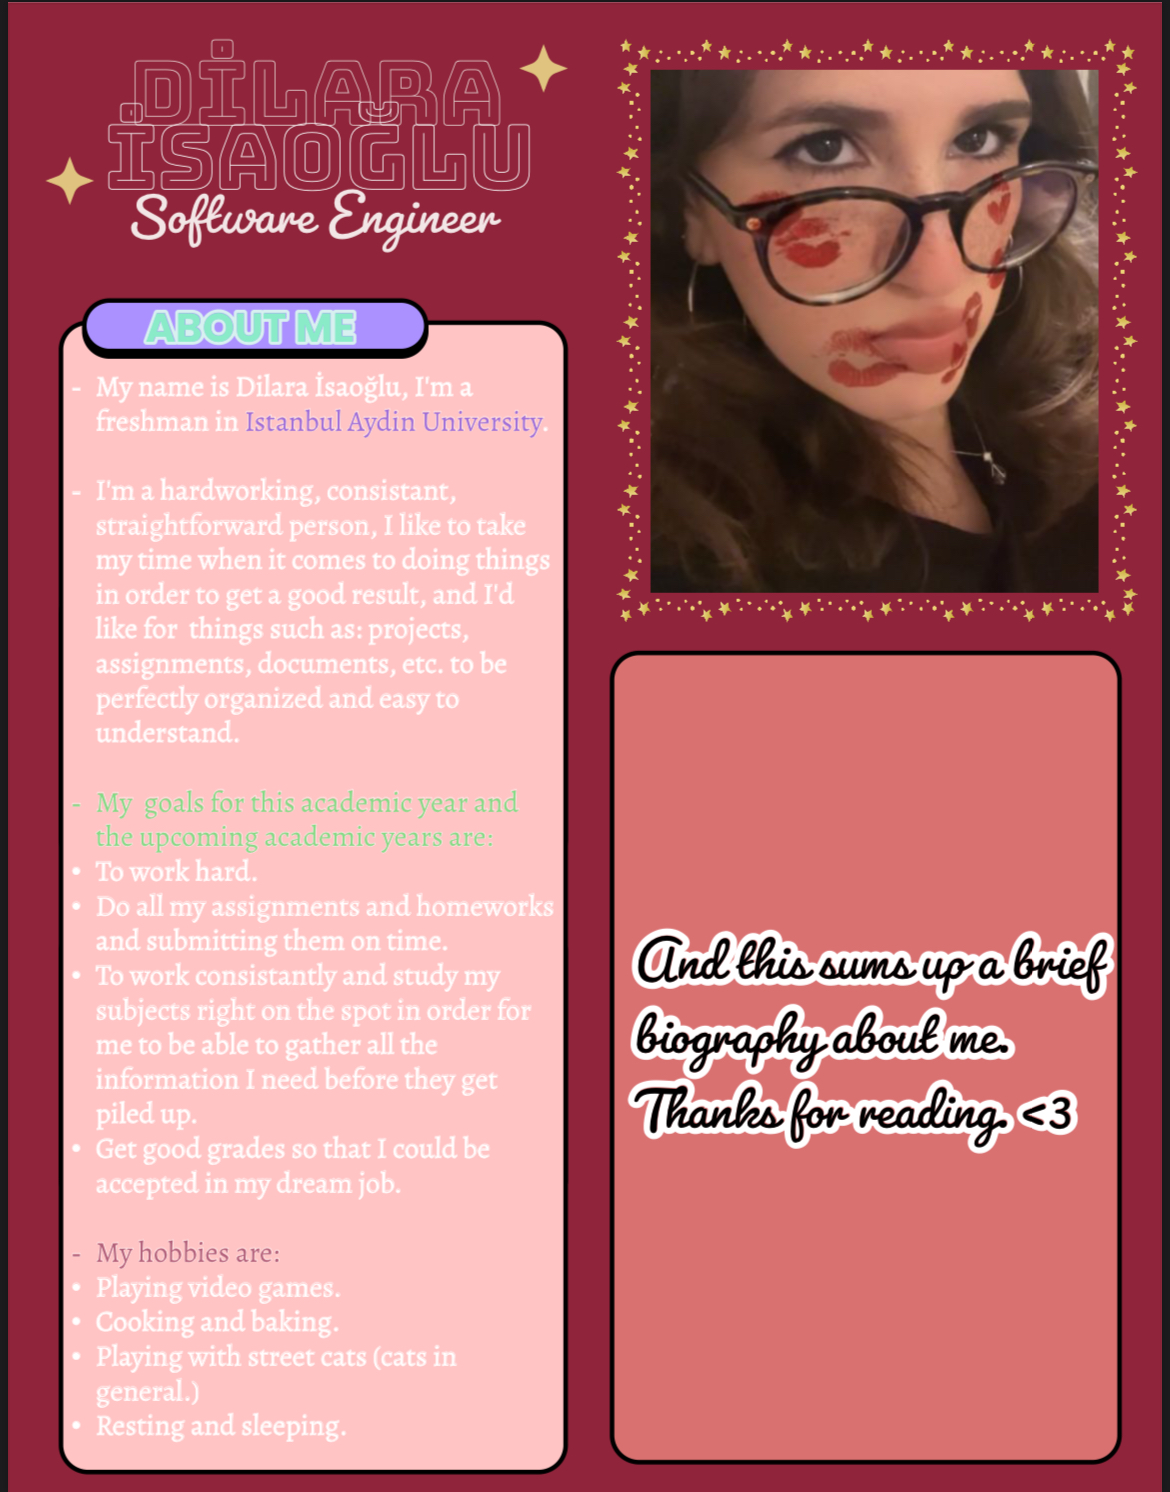 DİLARA
İSAOĞLU
Software Engineer
ABOUT ME
- My name is Dilara İsaoğlu, I'm a
freshman in Istanbul Aydin University.
- I'm a hardworking, consistant,
straightforward person, I like to take
my time when it comes to doing things
in order to get a good result, and I'd
like for things such as: projects,
assignments, documents, etc. to be
perfectly organized and easy to
understand.
- My goals for this academic year and
the upcoming academic years are:
• To work hard.
• Do all my assignments and homeworks
and submitting them on time.
• To work consistantly and study my
subjects right on the spot in order for
me to be able to gather all the
information I need before they get
piled up.
• Get good grades so that I could be
accepted in my dream job.
- My hobbies are:
• Playing video games.
• Cooking and baking.
• Playing with street cats (cats in
general.)
• Resting and sleeping.
And this sums up a brief
biography about me.
Thanks for reading. <3